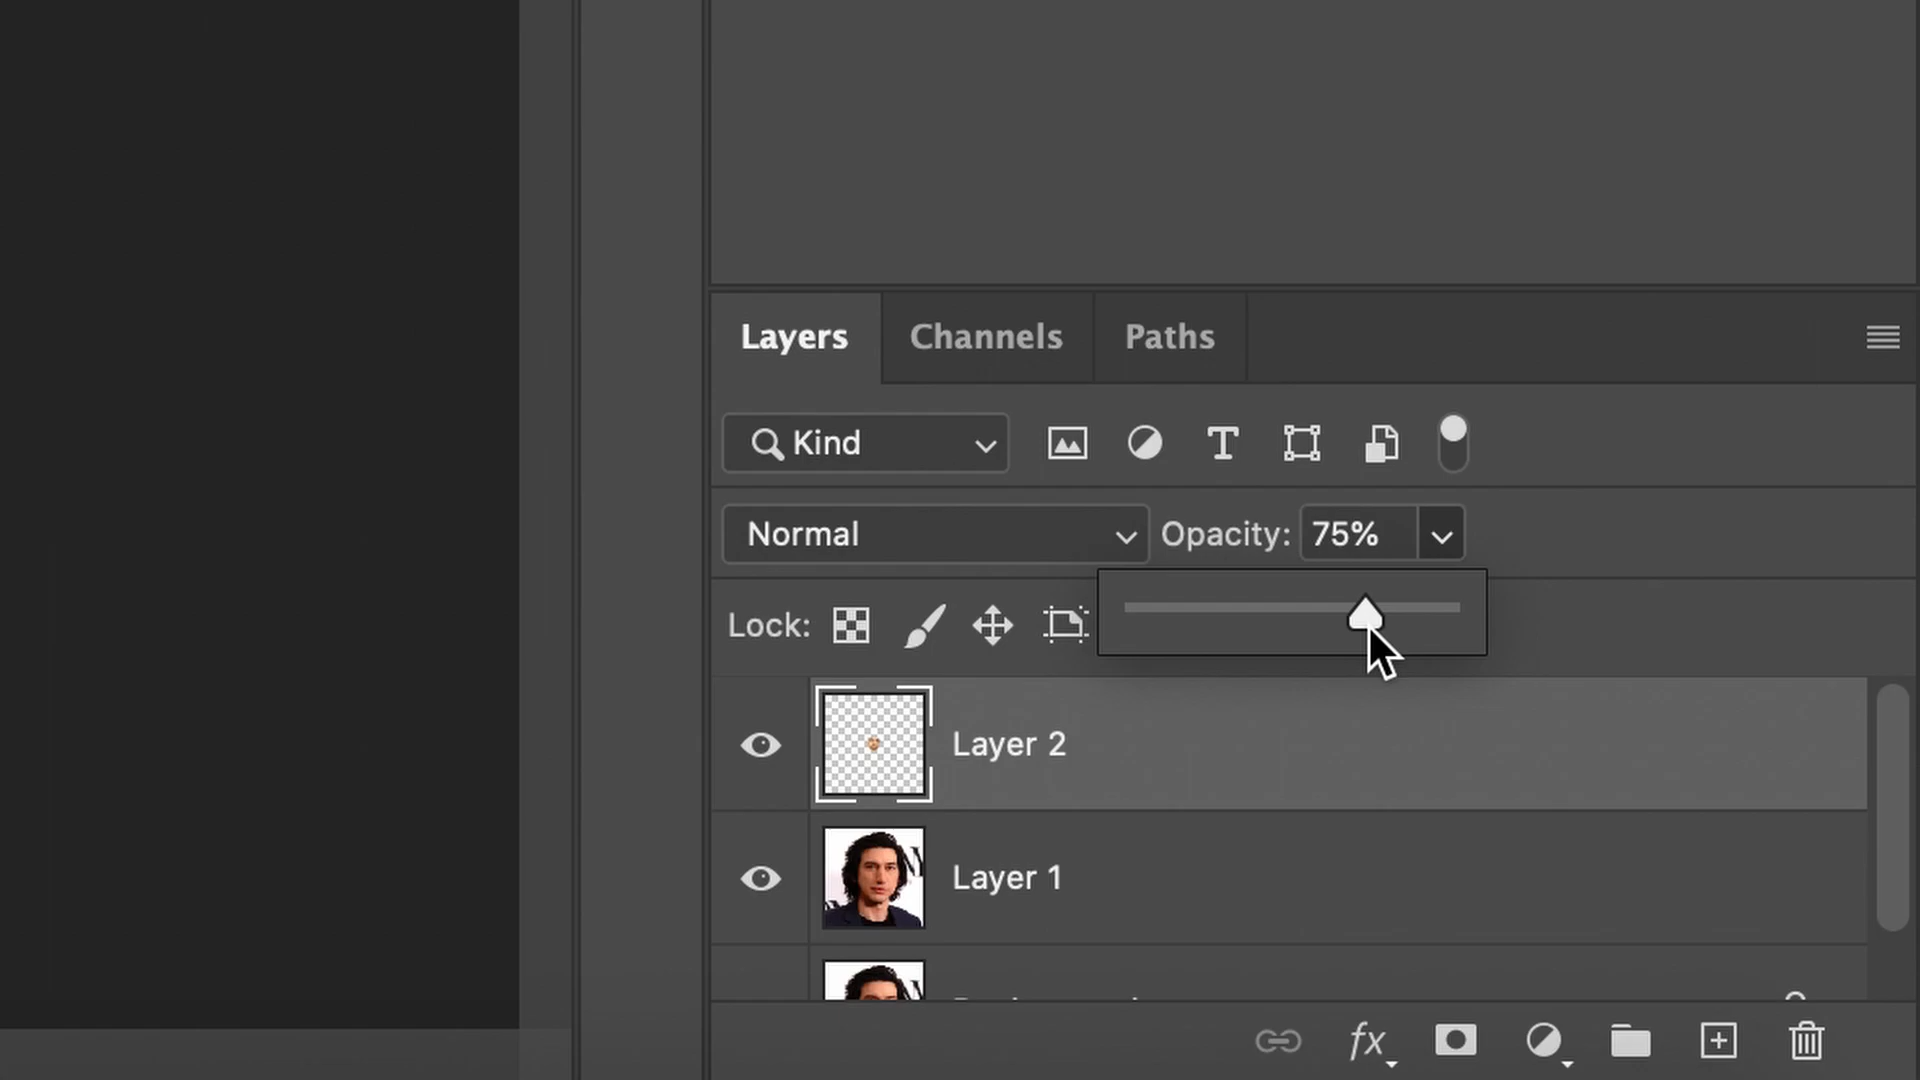 Layers Channels Paths
Kind
Normal Opacity: 75%
Lock:
Layer 2
Layer 1
fx